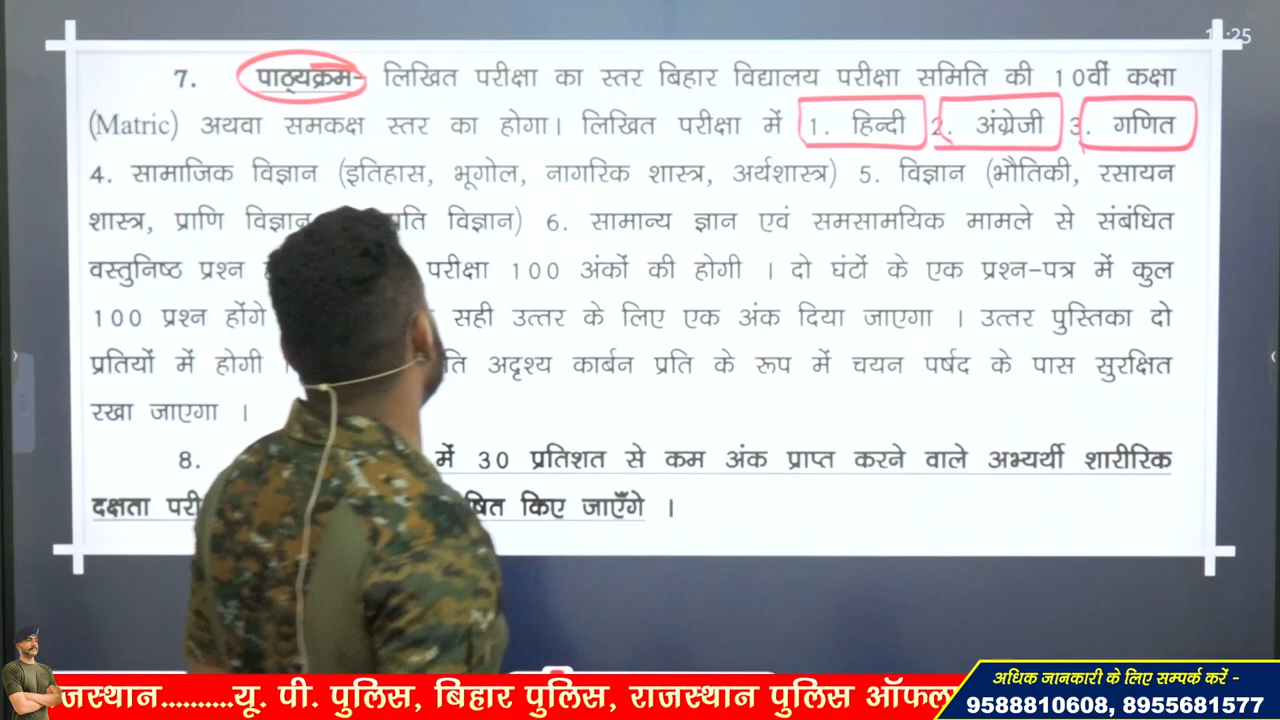 :25
7. पाठ्यक्रम- लिखित परीक्षा का स्तर बिहार विद्यालय परीक्षा समिति की 10वीं कक्षा
(Matric) अथवा समकक्ष स्तर का होगा। लिखित परीक्षा में 1. हिन्दी 2. अंग्रेजी 3. गणित
4. सामाजिक विज्ञान (इतिहास, भूगोल, नागरिक शास्त्र, अर्थशास्त्र) 5. विज्ञान (भौतिकी, रसायन
शास्त्र, प्राणि विज्ञान विज्ञान) 6. सामान्य ज्ञान एवं समसामयिक मामले से संबंधित
वस्तुनिष्ठ प्रश्न परीक्षा 100 अंकों की होगी । दो घंटों के एक प्रश्न-पत्र में कुल
100 प्रश्न होंगे सही उत्तर के लिए एक अंक दिया जाएगा । उत्तर पुस्तिका दो
प्रतियों में होगी अदृश्य कार्बन प्रति के रूप में चयन पर्षद के पास सुरक्षित
रखा जाएगा ।
8. में 30 प्रतिशत से कम अंक प्राप्त करने वाले अभ्यर्थी शारीरिक
दक्षता किए जाएँगे ।
जस्थान..........यू. पी. पुलिस, बिहार पुलिस, राजस्थान पुलिस ऑफल
अधिक जानकारी के लिए सम्पर्क करें -
9588810608, 8955681577